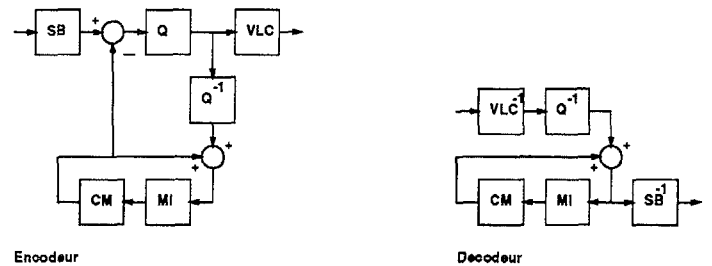 SB + − Q VLC
Q-1
+ +
CM MI
Encodeur
VLC-1 Q-1
+ +
CM MI SB-1
Decodeur